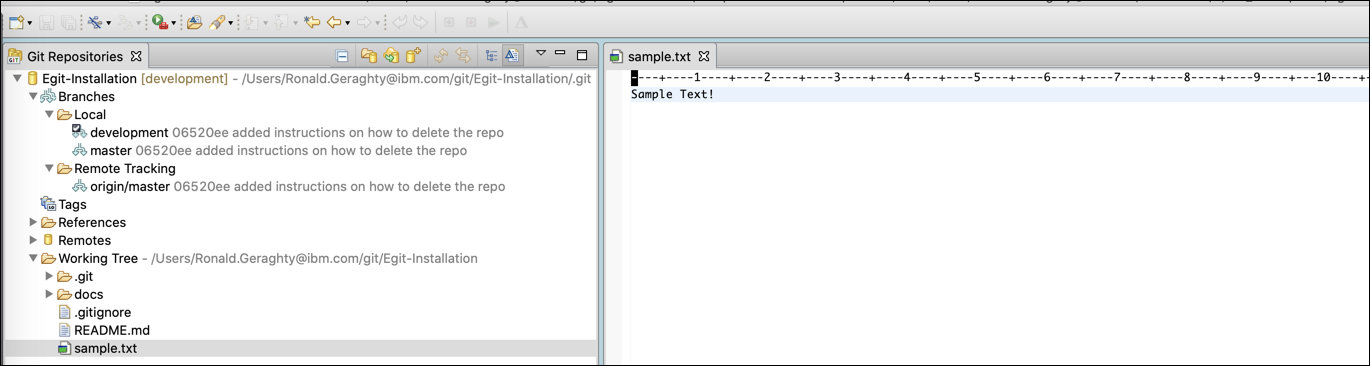 Git Repositories
Egit-Installation [development] - /Users/Ronald.Geraghty@ibm.com/git/Egit-Installation/.git
Branches
Local
development 06520ee added instructions on how to delete the repo
master 06520ee added instructions on how to delete the repo
Remote Tracking
origin/master 06520ee added instructions on how to delete the repo
Tags
References
Remotes
Working Tree - /Users/Ronald.Geraghty@ibm.com/git/Egit-Installation
.git
docs
.gitignore
README.md
sample.txt
sample.txt
----+----1----+----2----+----3----+----4----+----5----+----6----+----7----+----8----+----9----+---10----+
Sample Text!